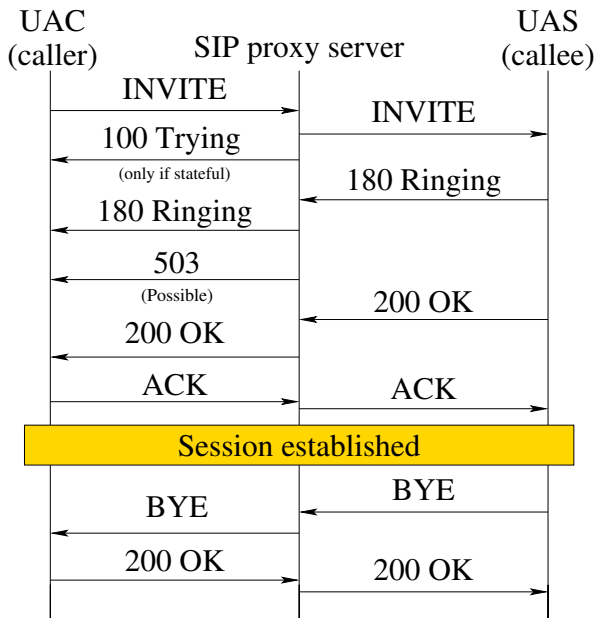 UAC
(caller)
SIP proxy server
UAS
(callee)
INVITE
INVITE
100 Trying
(only if stateful)
180 Ringing
180 Ringing
503
(Possible)
200 OK
200 OK
ACK
ACK
Session established
BYE
BYE
200 OK
200 OK